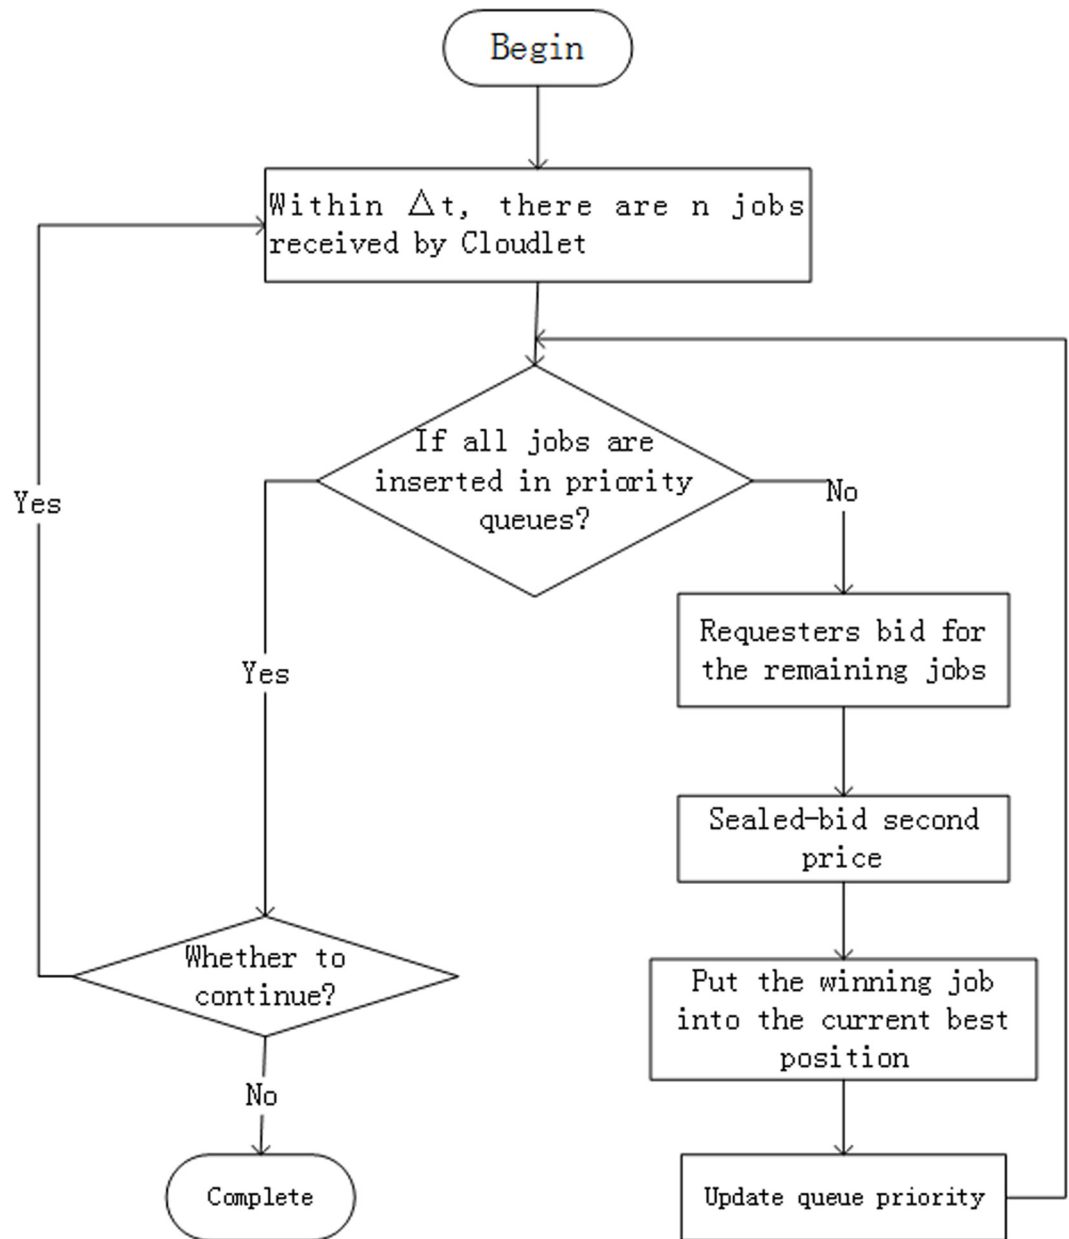 Begin
Within Δt, there are n jobs
received by Cloudlet
If all jobs are
inserted in priority
queues?
Yes
No
Requesters bid for
the remaining jobs
Yes
Sealed-bid second
price
Whether to
continue?
Put the winning job
into the current best
position
No
Complete
Update queue priority